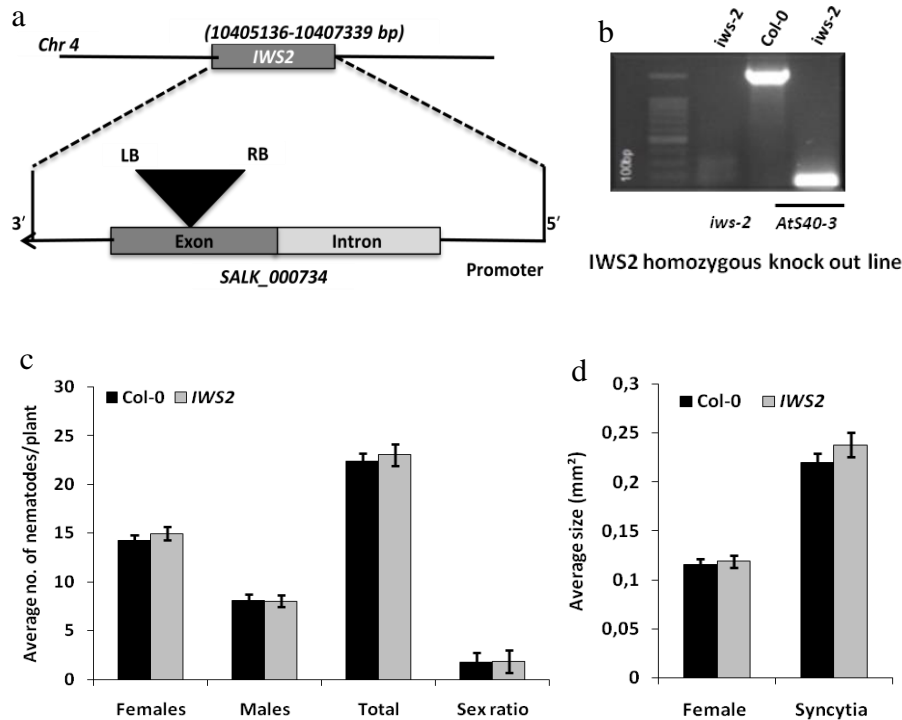 a
(10405136-10407339 bp)
Chr 4
IWS2
LB
RB
3′
5′
Exon
Intron
SALK_000734
Promoter
b
iws-2
Col-0
iws-2
100bp
iws-2
AtS40-3
IWS2 homozygous knock out line
c
Average no. of nematodes/plant
30
25
20
15
10
5
0
Col-0
IWS2
Females
Males
Total
Sex ratio
d
Average size (mm²)
0,3
0,25
0,2
0,15
0,1
0,05
0
Col-0
IWS2
Female
Syncytia